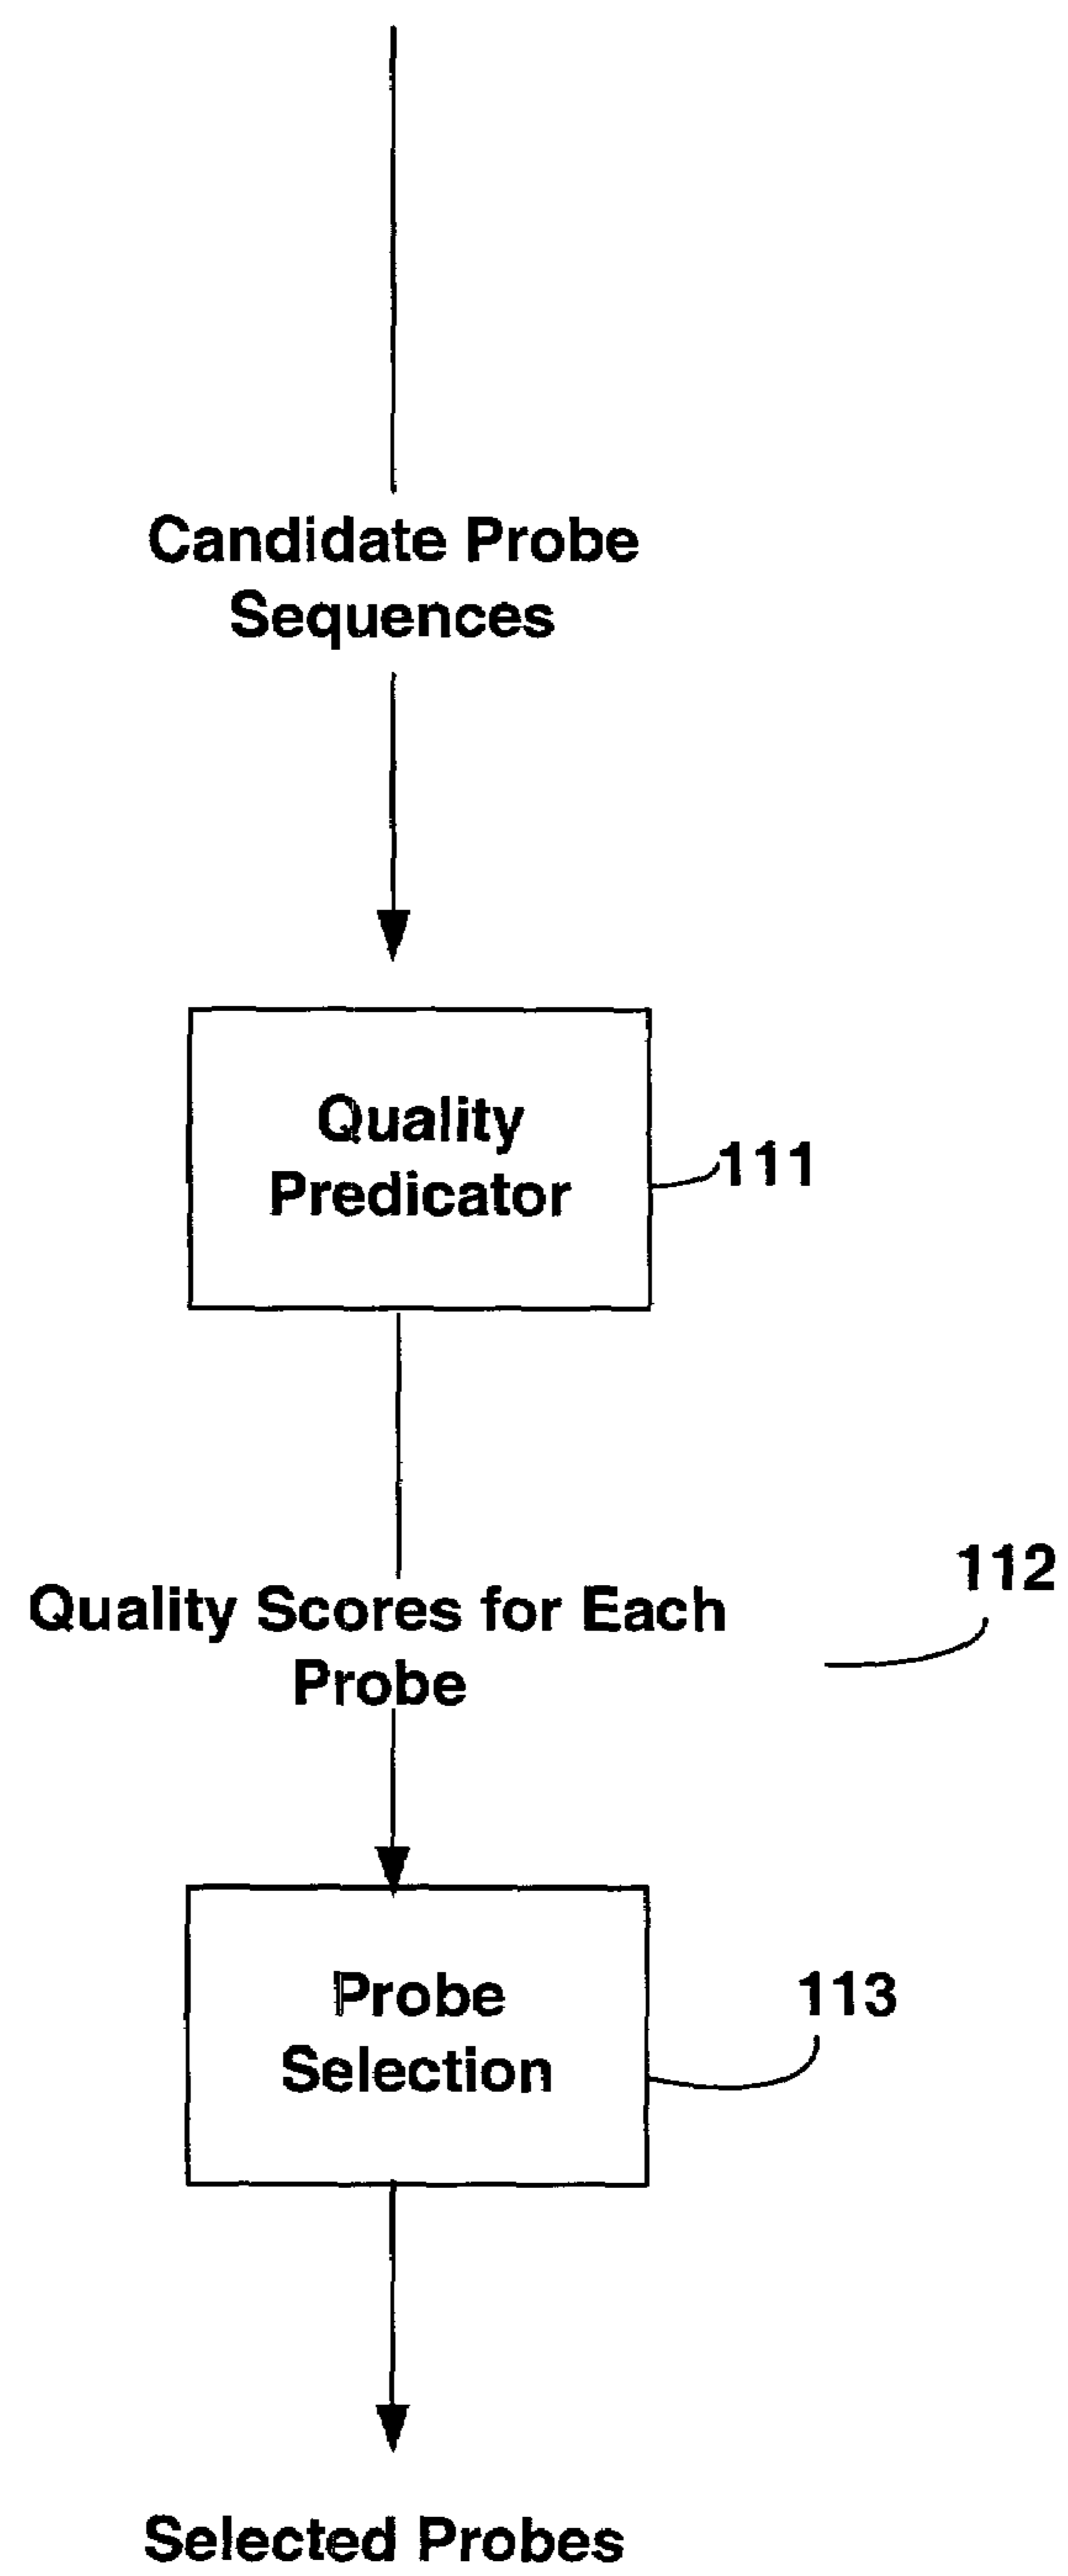 Candidate Probe
Sequences
Quality
Predicator
111
112
Quality Scores for Each
Probe
Probe
Selection
113
Selected Probes